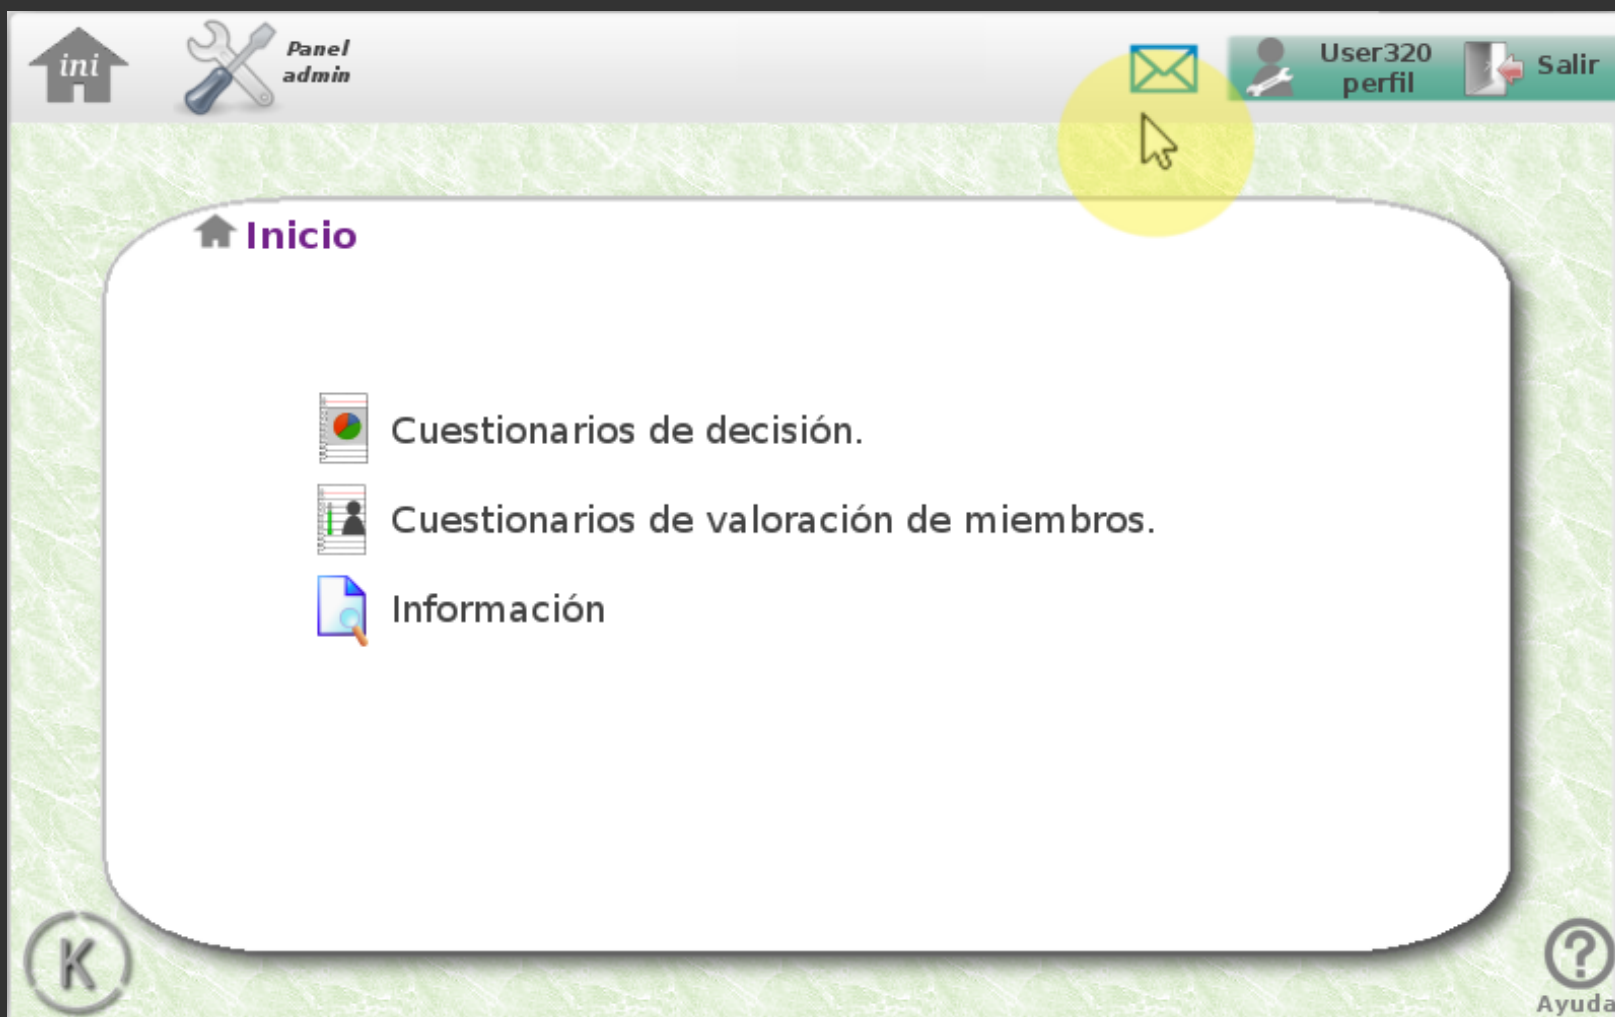 ini
Panel
admin
User320
perfil
Salir
Inicio
Cuestionarios de decisión.
Cuestionarios de valoración de miembros.
Información
K
?
Ayuda